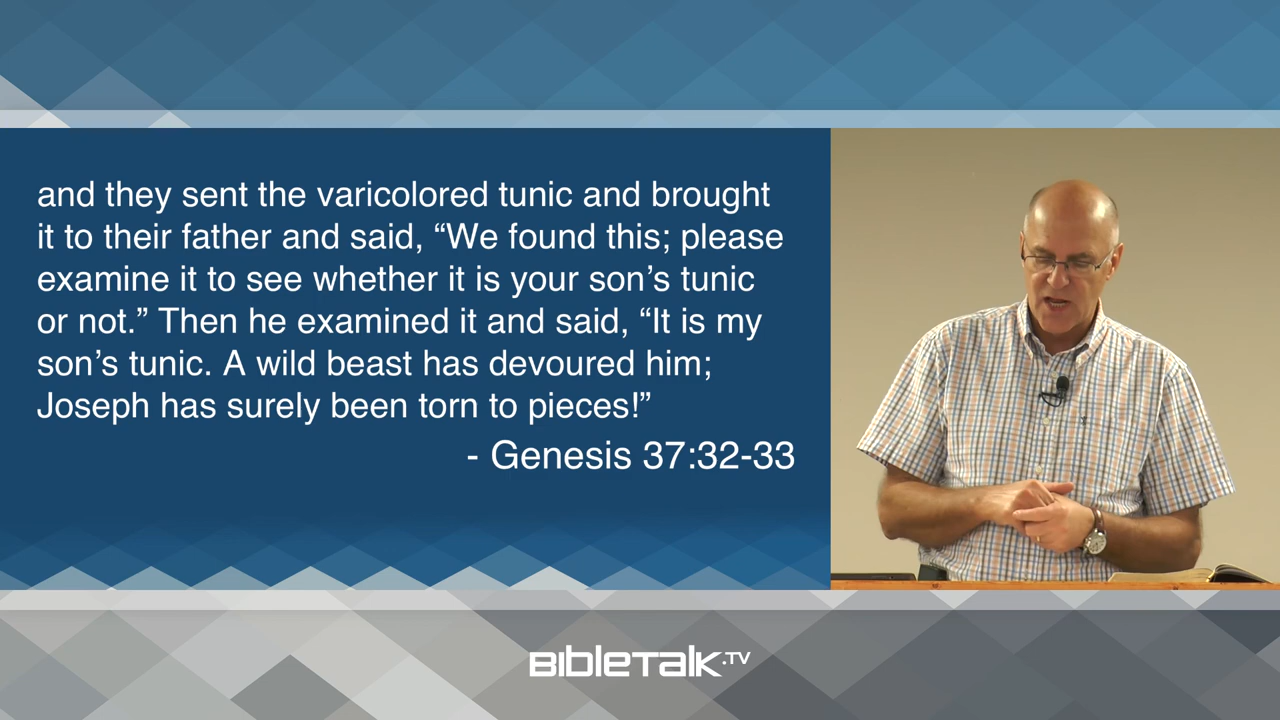 and they sent the varicolored tunic and brought
it to their father and said, “We found this; please
examine it to see whether it is your son’s tunic
or not.” Then he examined it and said, “It is my
son’s tunic. A wild beast has devoured him;
Joseph has surely been torn to pieces!”
- Genesis 37:32-33
BIBLETALK.TV